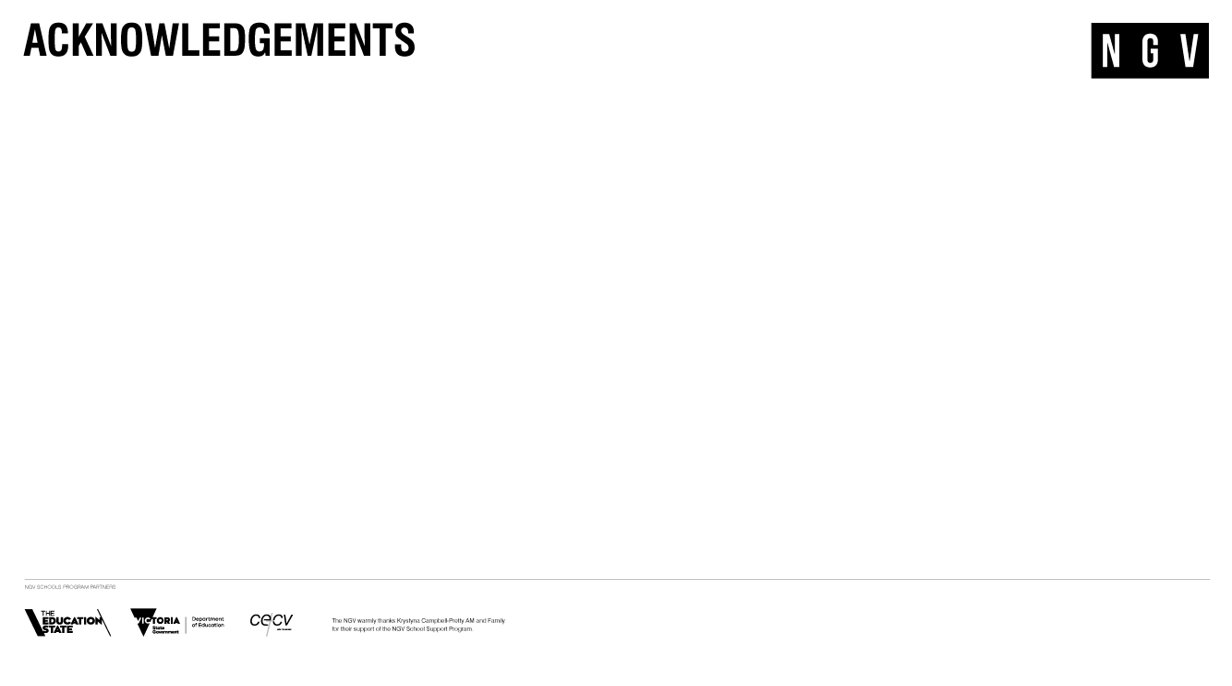 ACKNOWLEDGEMENTS
NGV
NGV SCHOOLS PROGRAM PARTNERS
THE
EDUCATION
STATE
VICTORIA
State
Government
Department
of Education
cecv
The NGV warmly thanks Krystyna Campbell-Pretty AM and Family
for their support of the NGV School Support Program